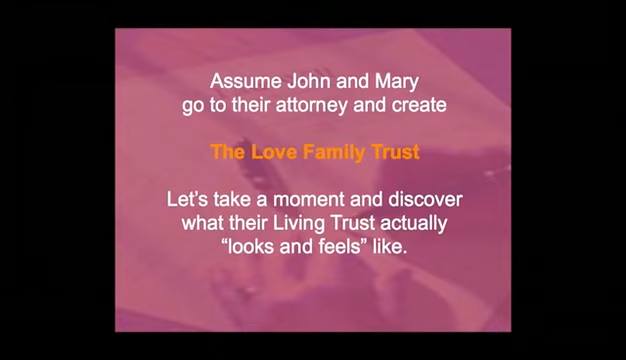 Assume John and Mary
go to their attorney and create
The Love Family Trust
Let's take a moment and discover
what their Living Trust actually
“looks and feels” like.